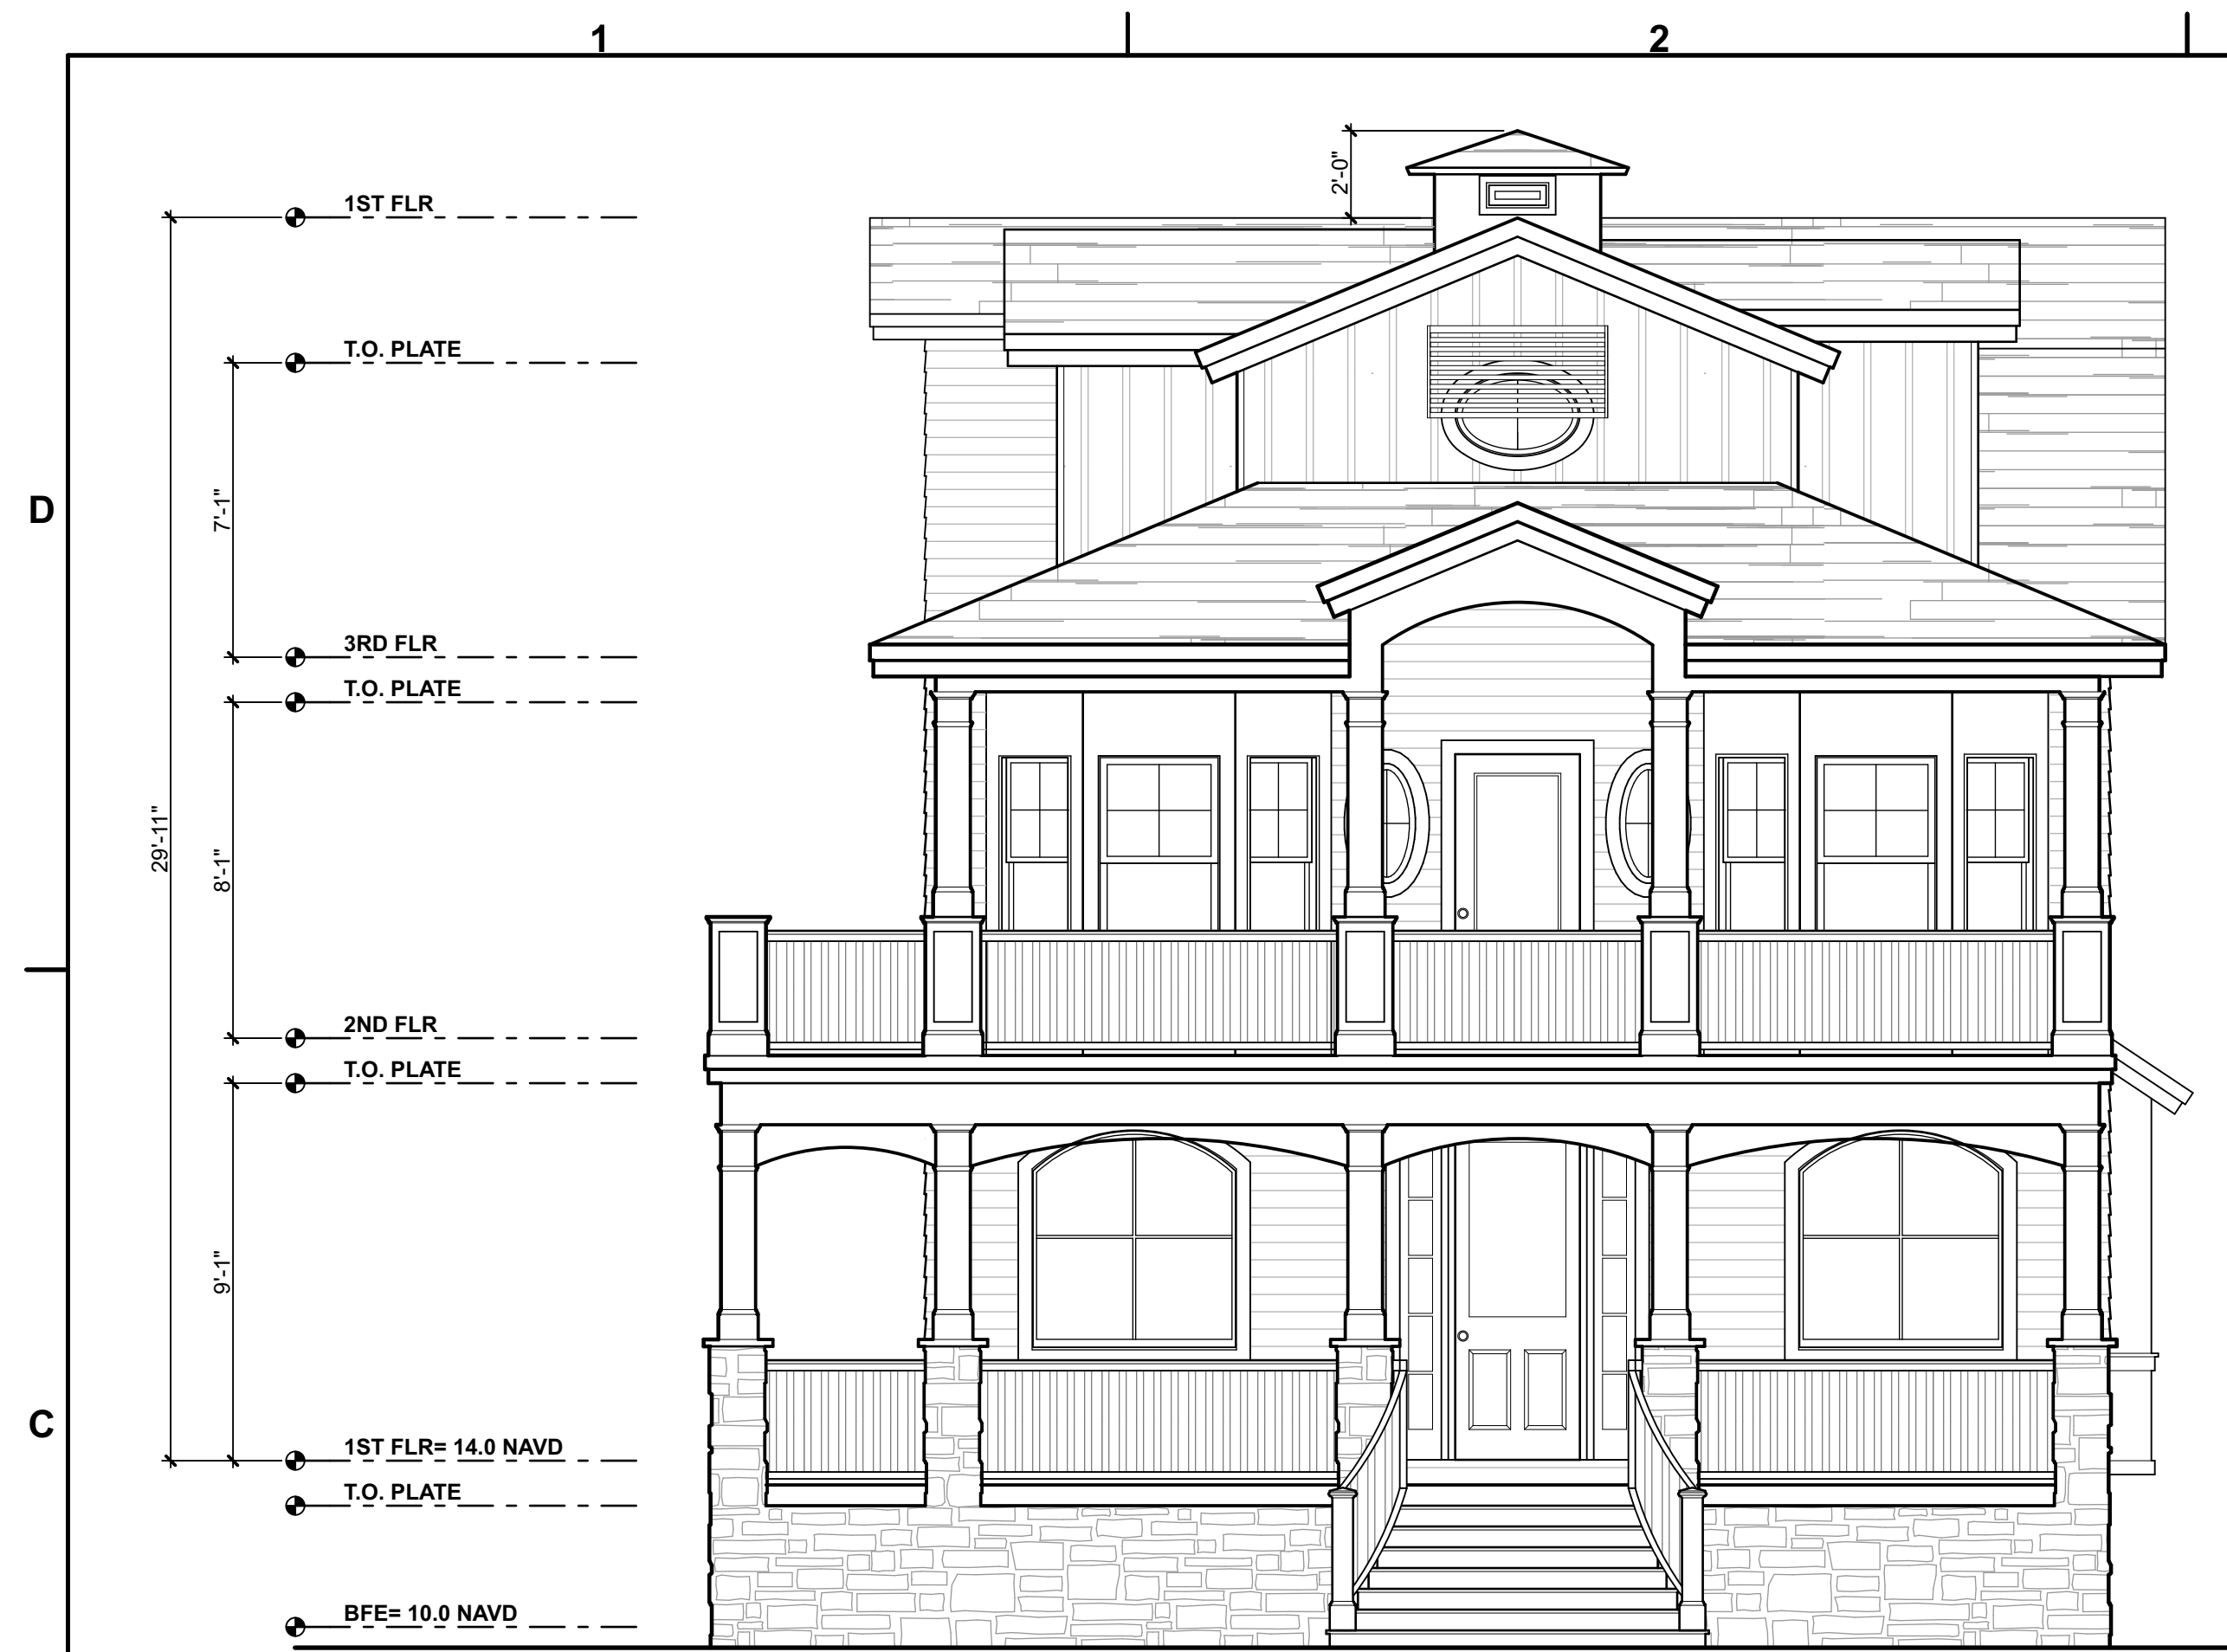 1
2
2'-0"
1ST FLR
T.O. PLATE
D
7'-1"
3RD FLR
T.O. PLATE
29'-11"
8'-1"
2ND FLR
T.O. PLATE
9'-1"
C
1ST FLR= 14.0 NAVD
T.O. PLATE
BFE= 10.0 NAVD